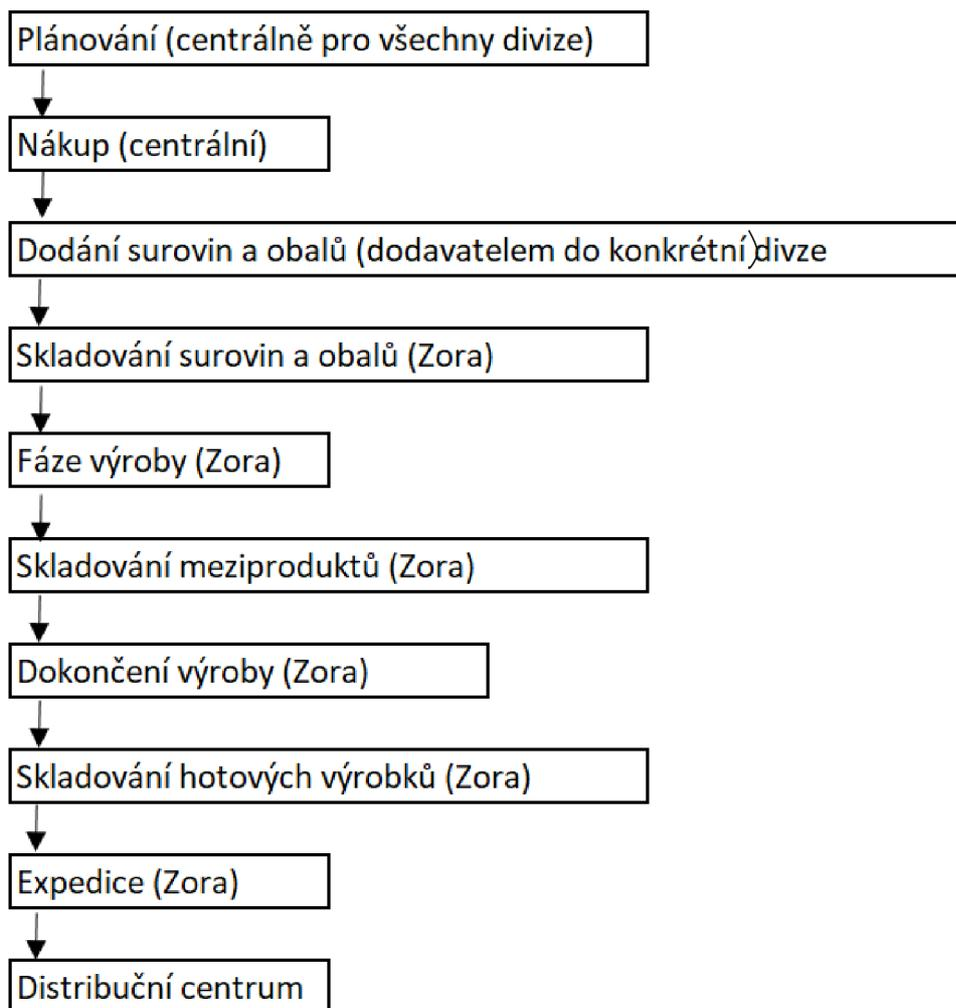 Plánování (centrálně pro všechny divize)
Nákup (centrální)
Dodání surovin a obalů (dodavatelem do konkrétní)divze
Skladování surovin a obalů (Zora)
Fáze výroby (Zora)
Skladování meziproduktů (Zora)
Dokončení výroby (Zora)
Skladování hotových výrobků (Zora)
Expedice (Zora)
Distribuční centrum